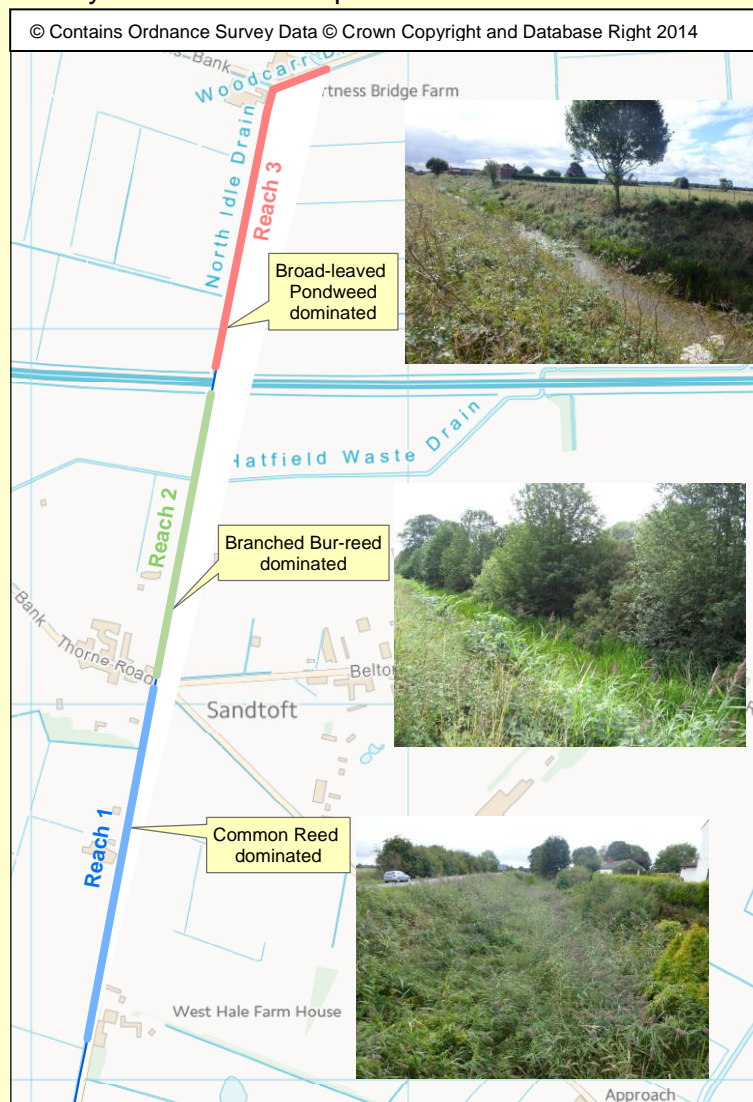 © Contains Ordnance Survey Data © Crown Copyright and Database Right 2014
Bank
Woodcarr
rtness Bridge Farm
North Idle Drain
Reach 3
Broad-leaved
Pondweed
dominated
Hatfield Waste Drain
Reach 2
Branched Bur-reed
dominated
Bank
Thorne Road
Belto
Sandtoft
Reach 1
Common Reed
dominated
West Hale Farm House
Approach